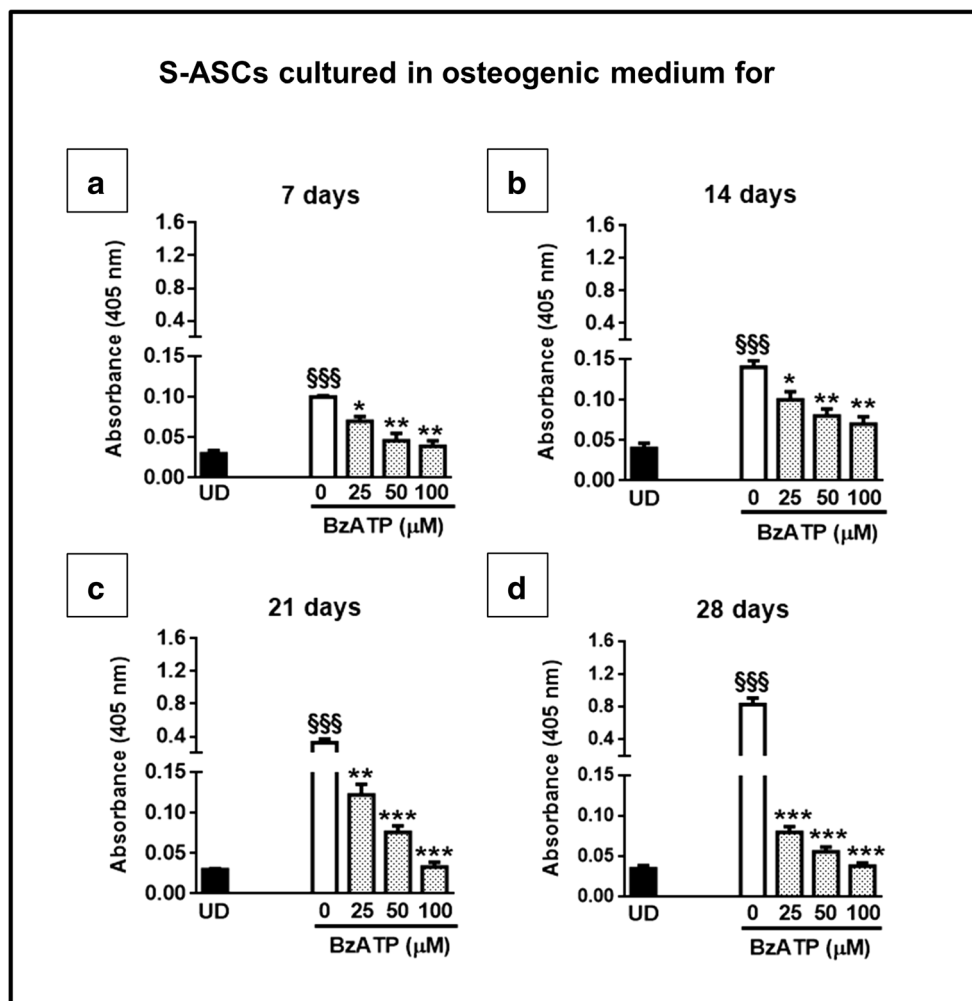 S-ASCs cultured in osteogenic medium for
a
7 days
Absorbance (405 nm)
1.6
1.2
0.8
0.4
0.15
0.10
0.05
0.00
§§§
*
**
**
UD
0 25 50 100
BzATP (μM)
b
14 days
Absorbance (405 nm)
1.6
1.2
0.8
0.4
0.15
0.10
0.05
0.00
§§§
*
**
**
UD
0 25 50 100
BzATP (μM)
c
21 days
Absorbance (405 nm)
1.6
1.2
0.8
0.4
0.15
0.10
0.05
0.00
§§§
**
***
***
UD
0 25 50 100
BzATP (μM)
d
28 days
Absorbance (405 nm)
1.6
1.2
0.8
0.4
0.15
0.10
0.05
0.00
§§§
***
***
***
UD
0 25 50 100
BzATP (μM)